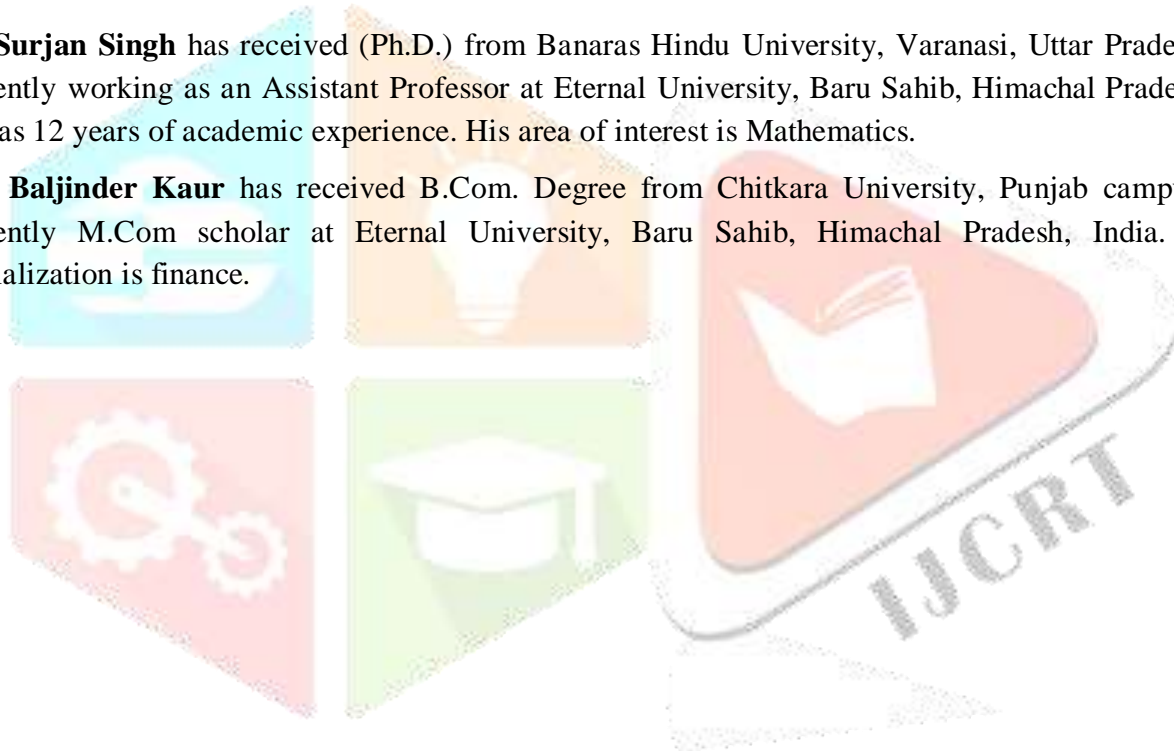 Surjan Singh has received (Ph.D.) from Banaras Hindu University, Varanasi, Uttar Prade
ently working as an Assistant Professor at Eternal University, Baru Sahib, Himachal Prade
as 12 years of academic experience. His area of interest is Mathematics.
Baljinder Kaur has received B.Com. Degree from Chitkara University, Punjab camp
ently M.Com scholar at Eternal University, Baru Sahib, Himachal Pradesh, India.
ialization is finance.
IJCRT